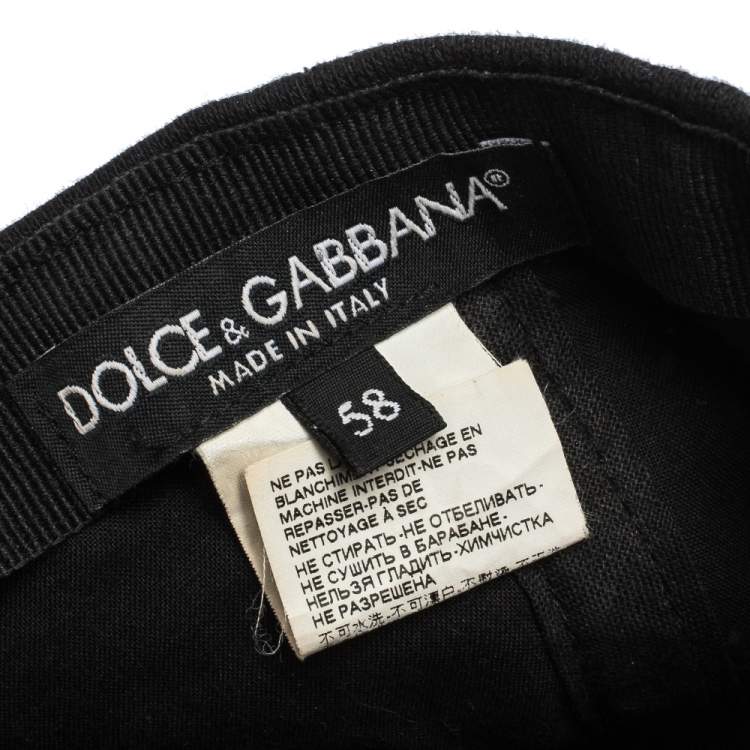 DOLCE & GABBANA®
MADE IN ITALY
58
NE PAS
BLANCHIMENT-SÉCHAGE EN
MACHINE INTERDIT-NE PAS
REPASSER-PAS DE
NETTOYAGE À SEC
НЕ СТИРАТЬ-НЕ ОТБЕЛИВАТЬ-
НЕ СУШИТЬ В БАРАБАНЕ-
НЕЛЬЗЯ ГЛАДИТЬ-ХИМЧИСТКА
НЕ РАЗРЕШЕНА
不可水洗-不可漂白-不